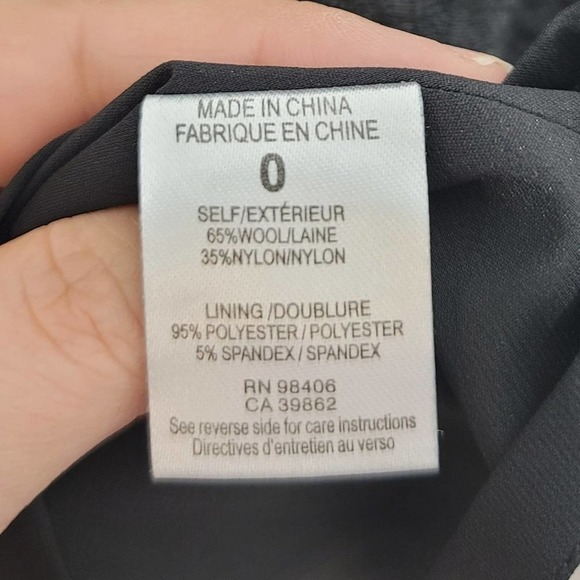 MADE IN CHINA
FABRIQUE EN CHINE
0
SELF/EXTÉRIEUR
65%WOOL/LAINE
35%NYLON/NYLON
LINING /DOUBLURE
95% POLYESTER / POLYESTER
5% SPANDEX / SPANDEX
RN 98406
CA 39862
See reverse side for care instructions
Directives d'entretien au verso